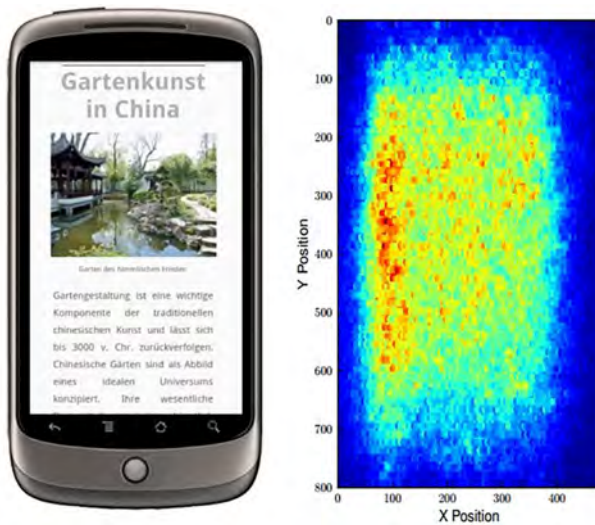 Gartenkunst
in China
Garten des himmlischen Friedens
Gartengestaltung ist eine wichtige
Komponente der traditionellen
chinesischen Kunst und lässt sich
bis 3000 v. Chr. zurückverfolgen.
Chinesische Gärten sind als Abbild
eines idealen Universums
konzipiert. Ihre wesentliche
0
100
200
300
400
500
600
700
800
Y Position
0 100 200 300 400
X Position